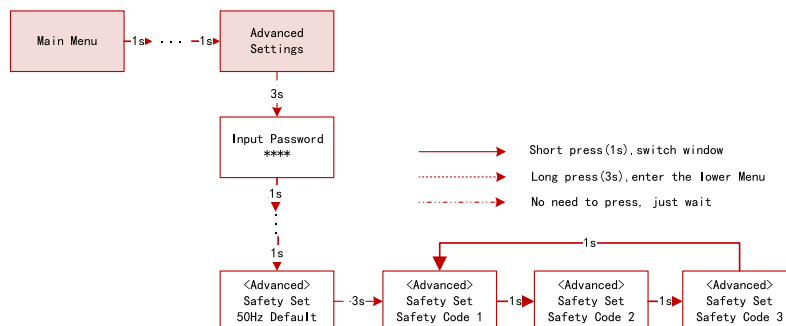 Main Menu
1s
· · ·
1s
Advanced
Settings
3s
Input Password
****
1s
1s
Short press(1s), switch window
Long press(3s), enter the lower Menu
No need to press, just wait
1s
<Advanced>
Safety Set
50Hz Default
3s
<Advanced>
Safety Set
Safety Code 1
1s
<Advanced>
Safety Set
Safety Code 2
1s
<Advanced>
Safety Set
Safety Code 3